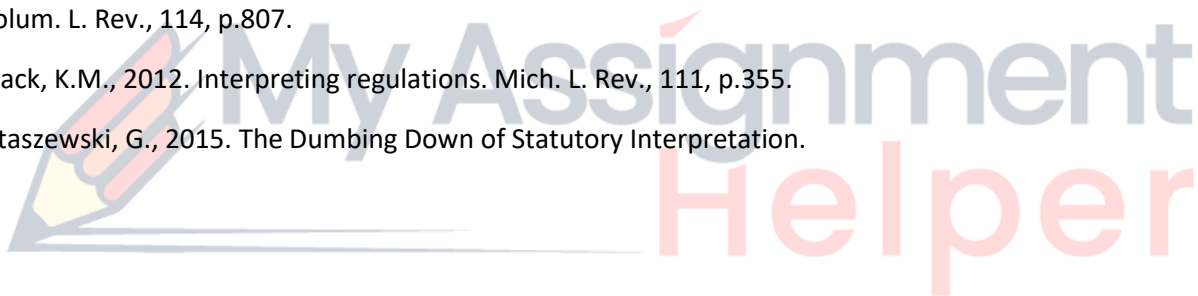 olum. L. Rev., 114, p.807.
ack, K.M., 2012. Interpreting regulations. Mich. L. Rev., 111, p.355.
taszewski, G., 2015. The Dumbing Down of Statutory Interpretation.
My Assignment
Helper